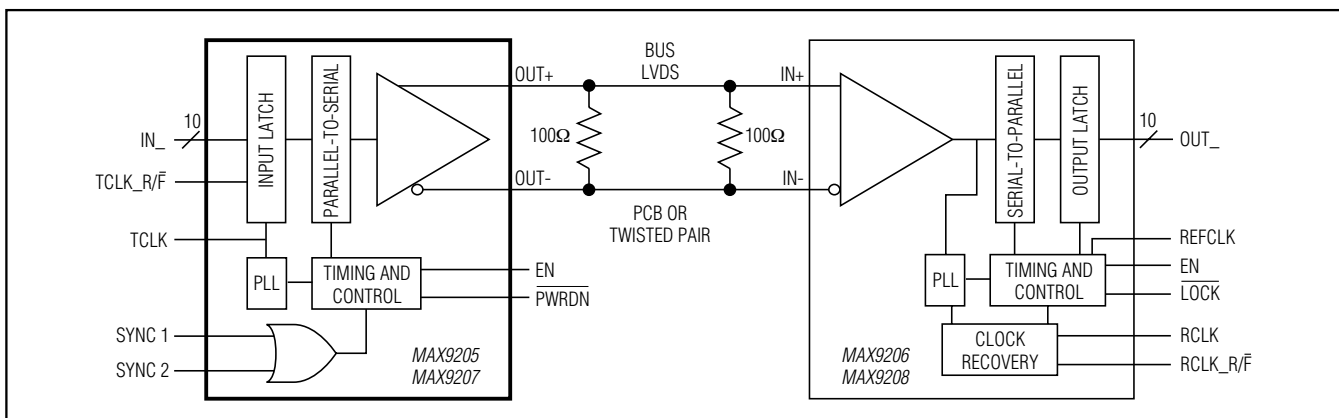 BUS
LVDS
OUT+
IN+
10
IN_
TCLK_R/F̅
INPUT LATCH
PARALLEL-TO-SERIAL
100Ω
100Ω
SERIAL-TO-PARALLEL
OUTPUT LATCH
10
OUT_
OUT-
IN-
PCB OR
TWISTED PAIR
TCLK
PLL
TIMING AND
CONTROL
EN
P̅W̅R̅D̅N̅
SYNC 1
SYNC 2
MAX9205
MAX9207
PLL
TIMING AND
CONTROL
REFCLK
EN
L̅O̅C̅K̅
CLOCK
RECOVERY
RCLK
RCLK_R/F̅
MAX9206
MAX9208